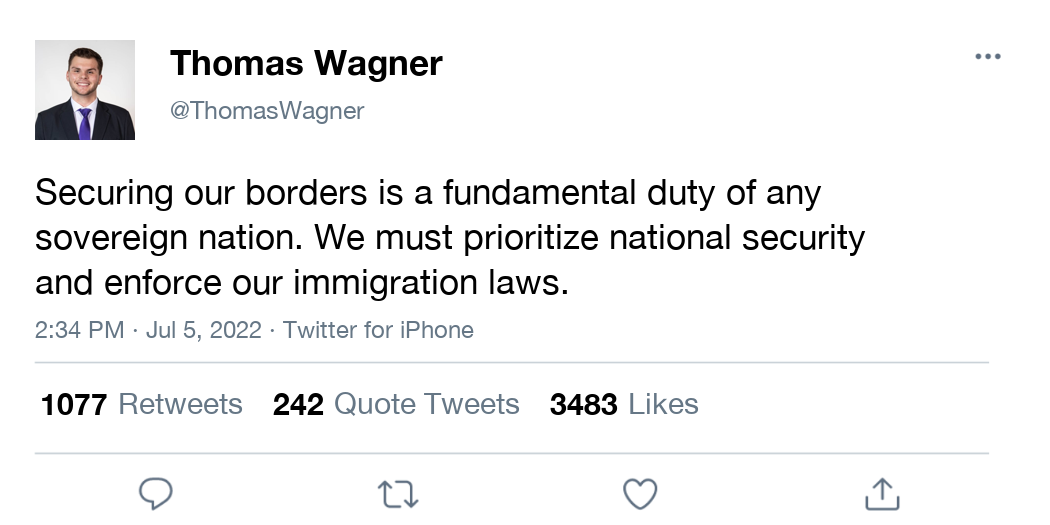 Thomas Wagner
@ThomasWagner
Securing our borders is a fundamental duty of any
sovereign nation. We must prioritize national security
and enforce our immigration laws.
2:34 PM · Jul 5, 2022 · Twitter for iPhone
1077 Retweets 242 Quote Tweets 3483 Likes